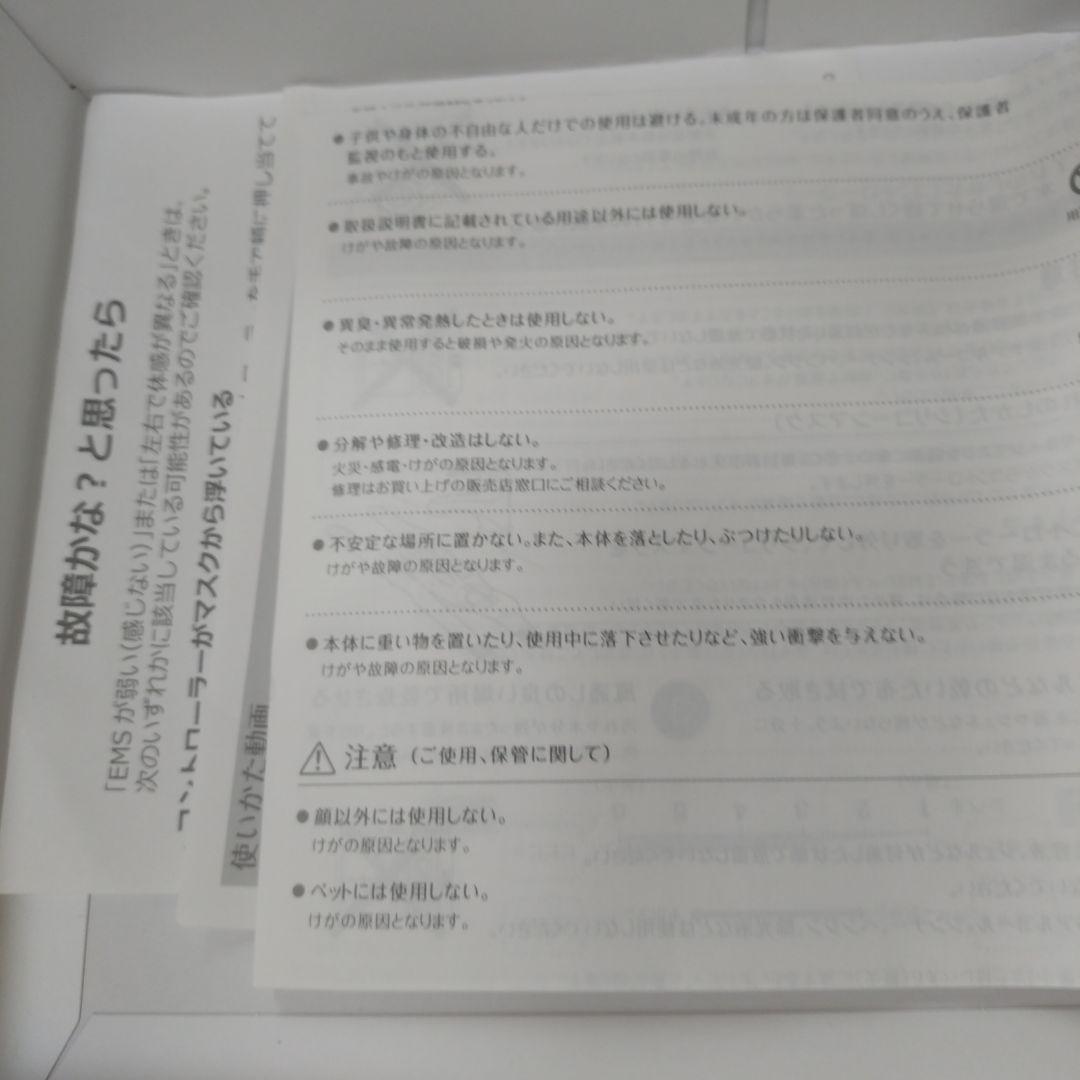 故障かな？と思ったら
「EMSが弱い(感じない)」または「左右で体感が異なる」ときは、
次のいずれかに該当している可能性があるのでご確認ください。
コントローラーがマスクから浮いている
使いかた動画
●子供や身体の不自由な人だけでの使用は避ける。未成年の方は保護者同意のうえ、保護者
監視のもと使用する。
事故やけがの原因となります。
●取扱説明書に記載されている用途以外には使用しない。
けがや故障の原因となります。
●異臭・異常発熱したときは使用しない。
そのまま使用すると破損や発火の原因となります。
●分解や修理・改造はしない。
火災・感電・けがの原因となります。
修理はお買い上げの販売店窓口にご相談ください。
●不安定な場所に置かない。また、本体を落としたり、ぶつけたりしない。
けがや故障の原因となります。
●本体に重い物を置いたり、使用中に落下させたりなど、強い衝撃を与えない。
けがや故障の原因となります。
注意（ご使用、保管に関して）
●顔以外には使用しない。
けがの原因となります。
●ペットには使用しない。
けがの原因となります。